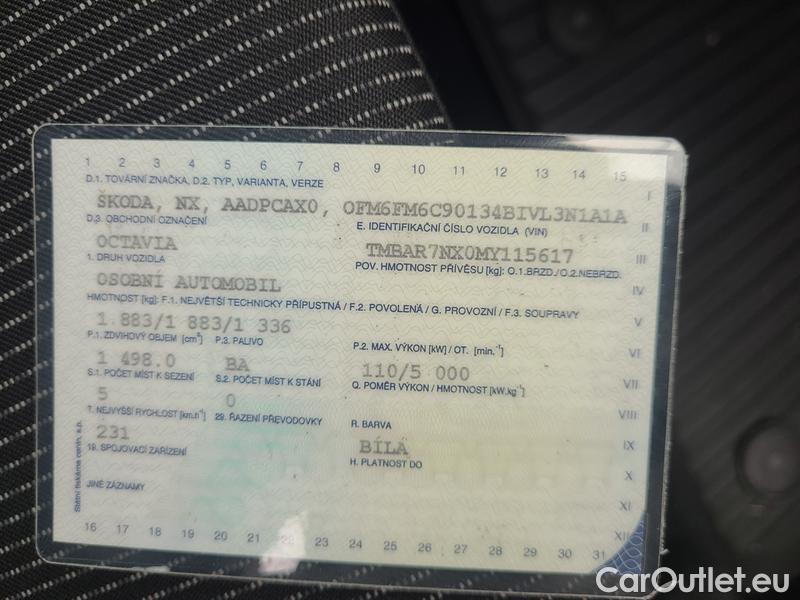 1 2 3 4 5 6 7 8 9 10 11 12 13 14 15
D.1. TOVÁRNÍ ZNAČKA, D.2. TYP, VARIANTA, VERZE
I
ŠKODA, NX, AADPCAX0, OFM6FM6C90134BIVL3N1A1A
D.3. OBCHODNÍ OZNAČENÍ
E. IDENTIFIKAČNÍ ČÍSLO VOZIDLA (VIN)
II
OCTAVIA
TMBAR7NX0MY115617
III
1. DRUH VOZIDLA
POV. HMOTNOST PŘÍVĚSU [kg]: O.1.BRZD./O.2.NEBRZD.
OSOBNÍ AUTOMOBIL
IV
HMOTNOST [kg]: F.1. NEJVĚTŠÍ TECHNICKY PŘÍPUSTNÁ / F.2. POVOLENÁ / G. PROVOZNÍ / F.3. SOUPRAVY
1 883/1 883/1 336
V
P.1. ZDVIHOVÝ OBJEM [cm³] P.3. PALIVO
P.2. MAX. VÝKON [kW] / OT. [min.⁻¹]
VI
1 498.0 BA
110/5 000
S.1. POČET MÍST K SEZENÍ S.2. POČET MÍST K STÁNÍ
Q. POMĚR VÝKON / HMOTNOST [kW.kg⁻¹]
VII
5 0
T. NEJVYŠŠÍ RYCHLOST [km.h⁻¹] 29. ŘAZENÍ PŘEVODOVKY
R. BARVA
VIII
231
BÍLÁ
IX
19. SPOJOVACÍ ZAŘÍZENÍ
H. PLATNOST DO
X
JINÉ ZÁZNAMY
XI
XII
16 17 18 19 20 21 22 23 24 25 26 27 28 29 30 31
Státní tiskárna cenin, s.p.
CarOutlet.eu